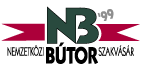 NB '99
NEMZETKÖZI BÚTOR SZAKVÁSÁR